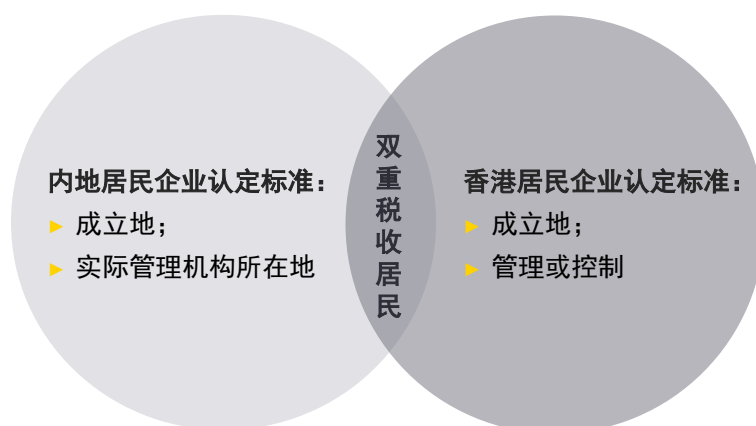 内地居民企业认定标准：
► 成立地；
► 实际管理机构所在地
双重税收居民
香港居民企业认定标准：
► 成立地；
► 管理或控制